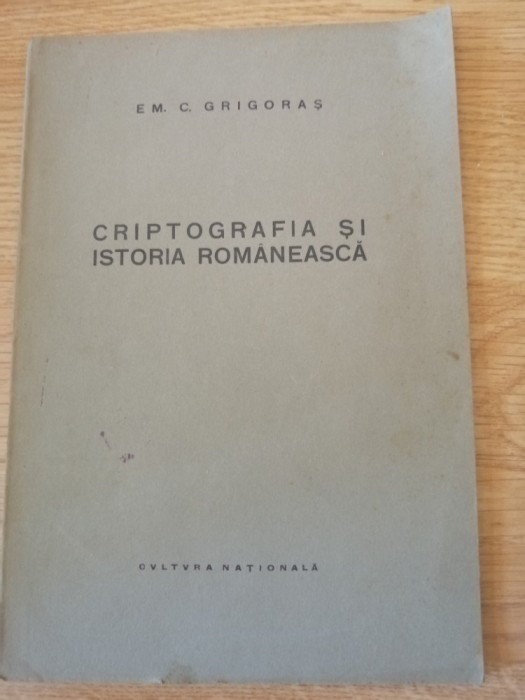 EM. C. GRIGORAȘ
CRIPTOGRAFIA ȘI
ISTORIA ROMÂNEASCĂ
CVLTVRA NAȚIONALĂ